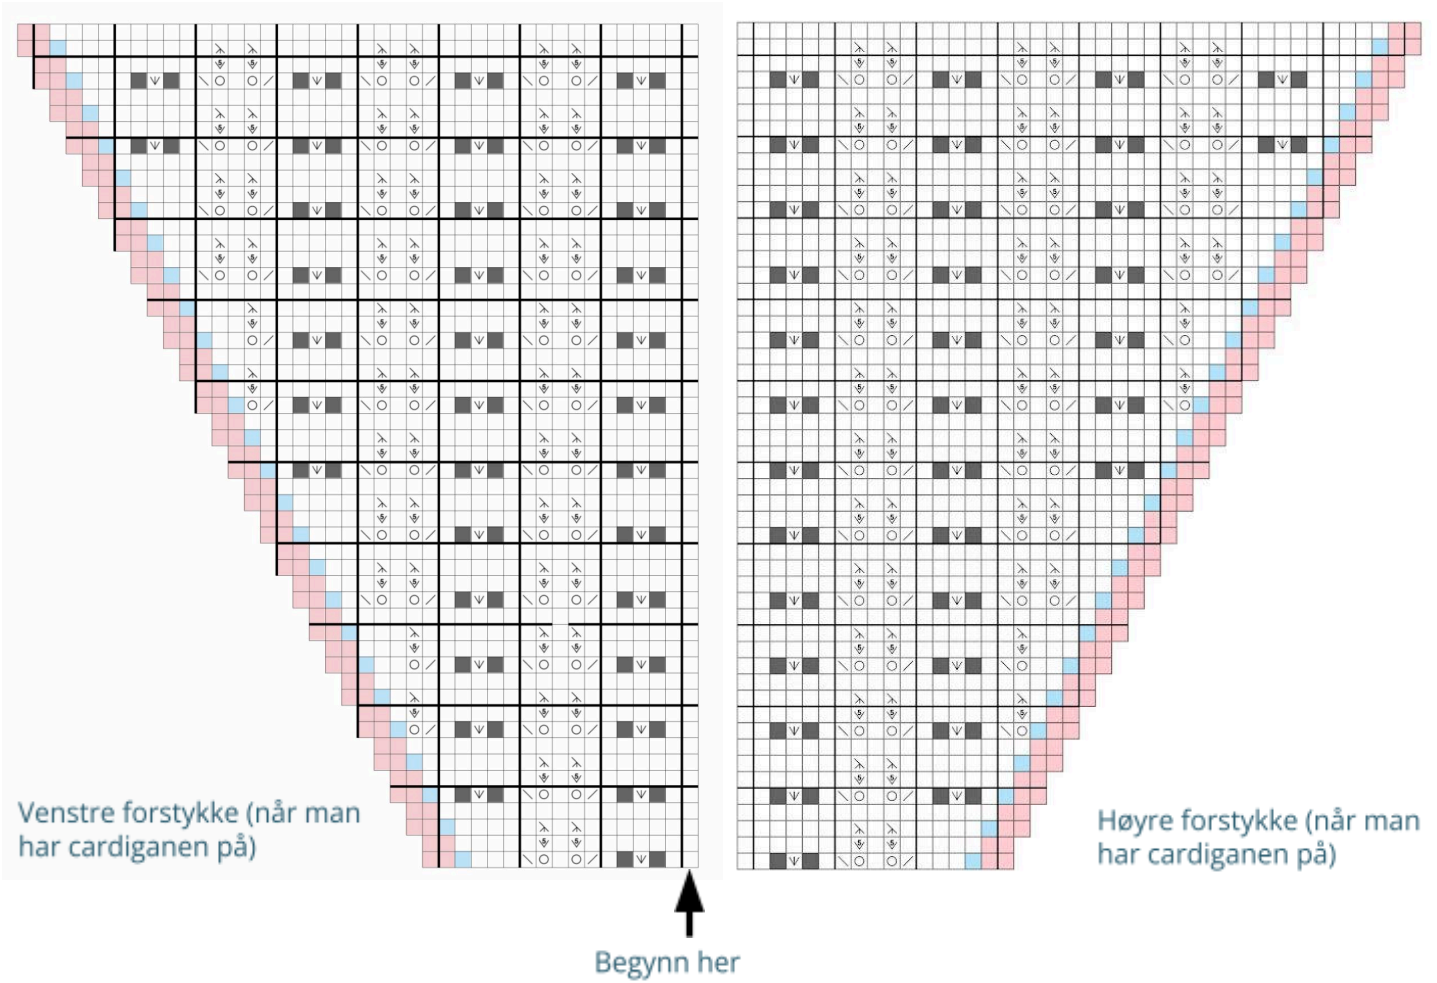 Venstre forstykke (når man
har cardiganen på)
Høyre forstykke (når man
har cardiganen på)
Begynn her